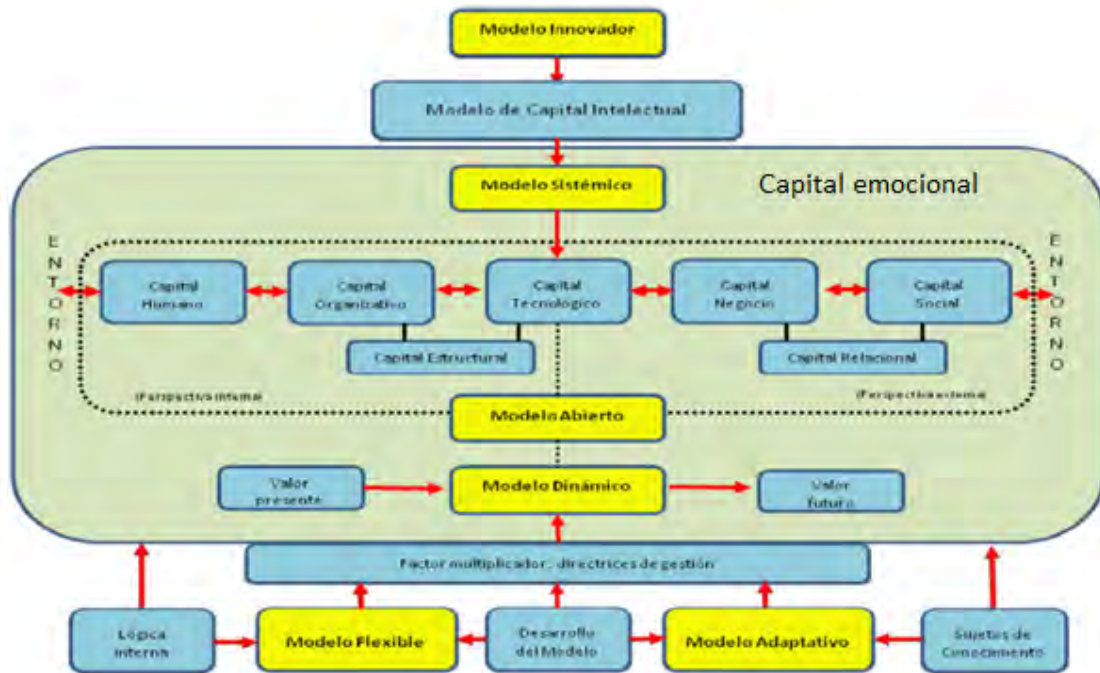 Modelo Innovador
Modelo de Capital Intelectual
Modelo Sistémico
Capital emocional
ENTORNO
ENTORNO
Capital
Humano
Capital
Organizativo
Capital
Tecnológico
Capital
Negocio
Capital
Social
Capital Estructural
Capital Relacional
(Perspectiva interna)
(Perspectiva externa)
Modelo Abierto
Valor
presente
Modelo Dinámico
Valor
futuro
Factor multiplicador: directrices de gestión
Lógica
interna
Modelo Flexible
Desarrollo
del Modelo
Modelo Adaptativo
Sujetos de
Conocimiento